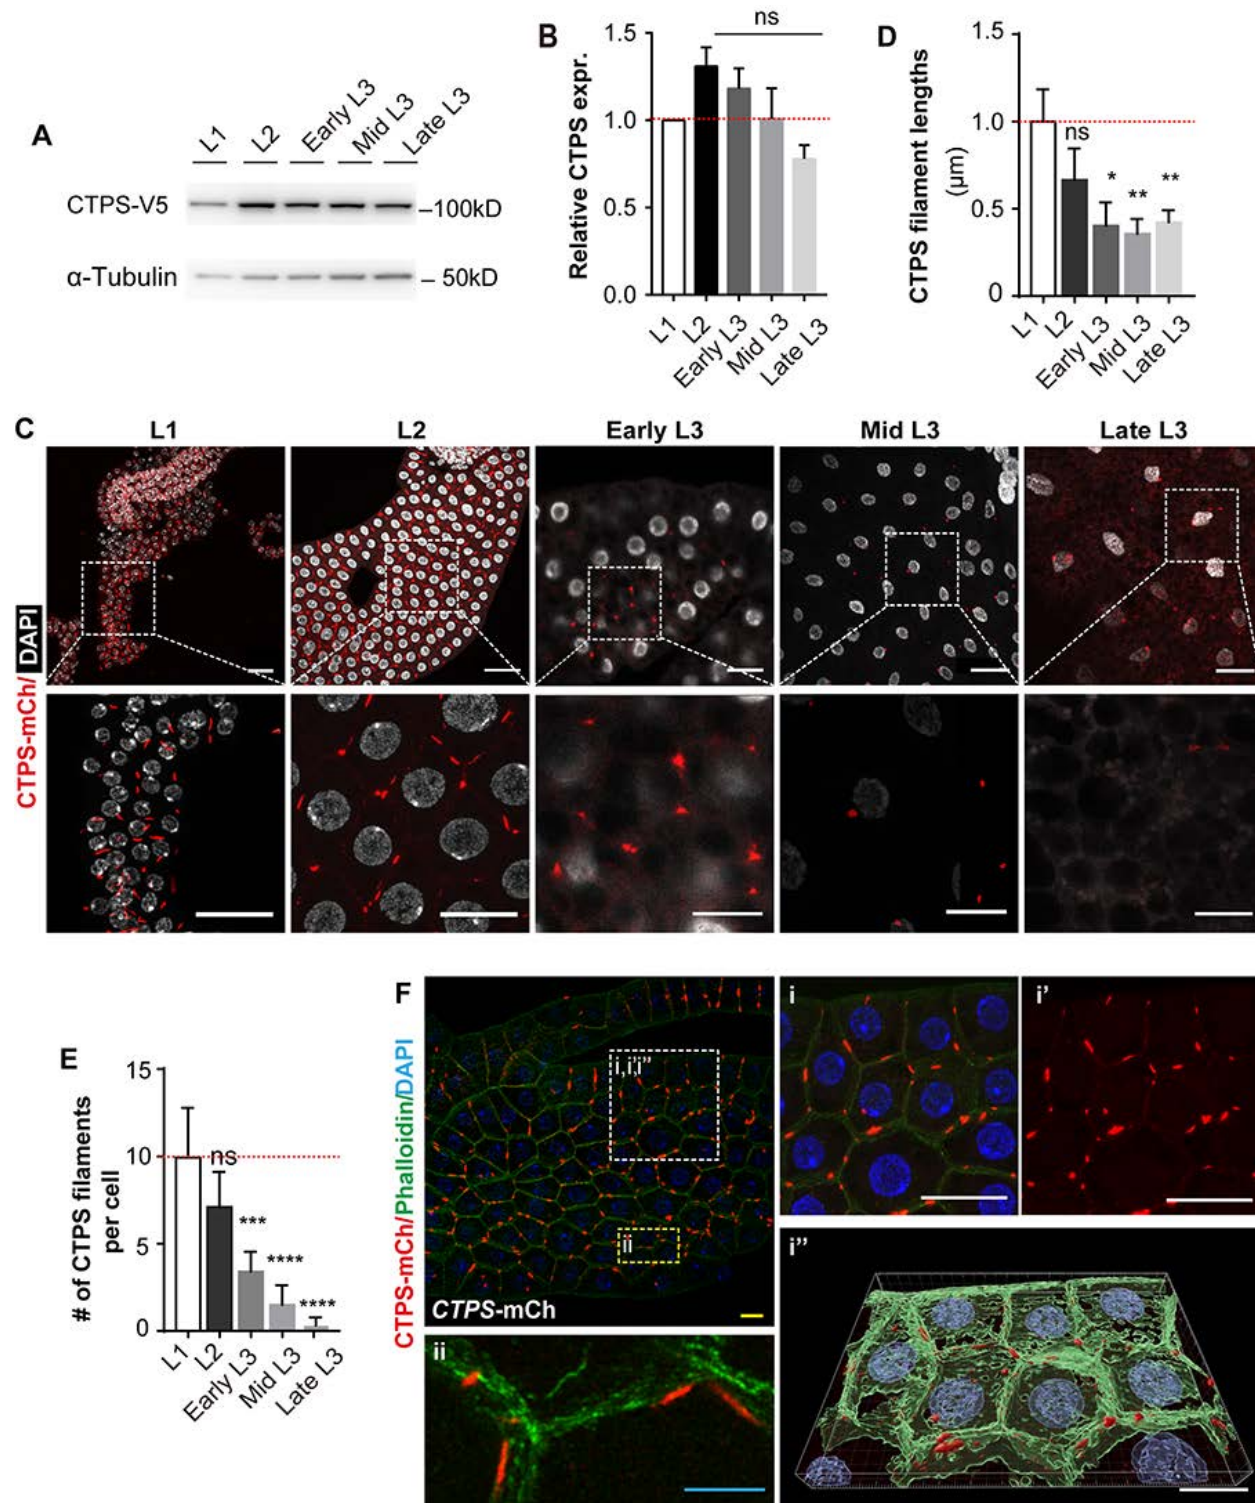 A
L1
L2
Early L3
Mid L3
Late L3
CTPS-V5
–100kD
α-Tubulin
– 50kD
B
Relative CTPS expr.
1.5
1.0
0.5
0.0
ns
L1
L2
Early L3
Mid L3
Late L3
D
CTPS filament lengths
(µm)
1.5
1.0
0.5
0
ns
*
**
**
L1
L2
Early L3
Mid L3
Late L3
C
L1
L2
Early L3
Mid L3
Late L3
CTPS-mCh/DAPI
E
# of CTPS filaments
per cell
15
10
5
0
ns
***
****
****
L1
L2
Early L3
Mid L3
Late L3
F
CTPS-mCh/Phalloidin/DAPI
i,i',i''
ii
CTPS-mCh
i
i'
ii
i''